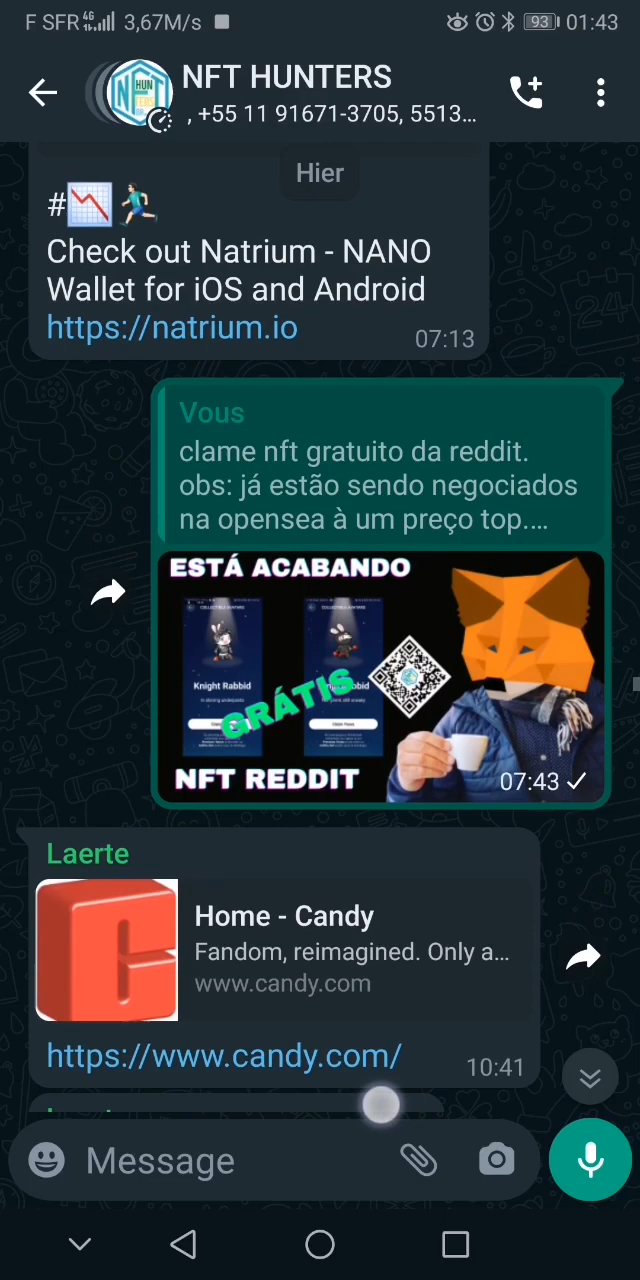 F SFR 4G 3,67M/s 93 01:43
NFT HUNTERS
, +55 11 91671-3705, 5513...
Hier
#
Check out Natrium - NANO
Wallet for iOS and Android
https://natrium.io
07:13
Vous
clame nft gratuito da reddit.
obs: já estão sendo negociados
na opensea à um preço top....
ESTÁ ACABANDO
Knight Rabbid
GRÁTIS
NFT REDDIT
07:43
Laerte
Home - Candy
Fandom, reimagined. Only a...
www.candy.com
https://www.candy.com/
10:41
Message